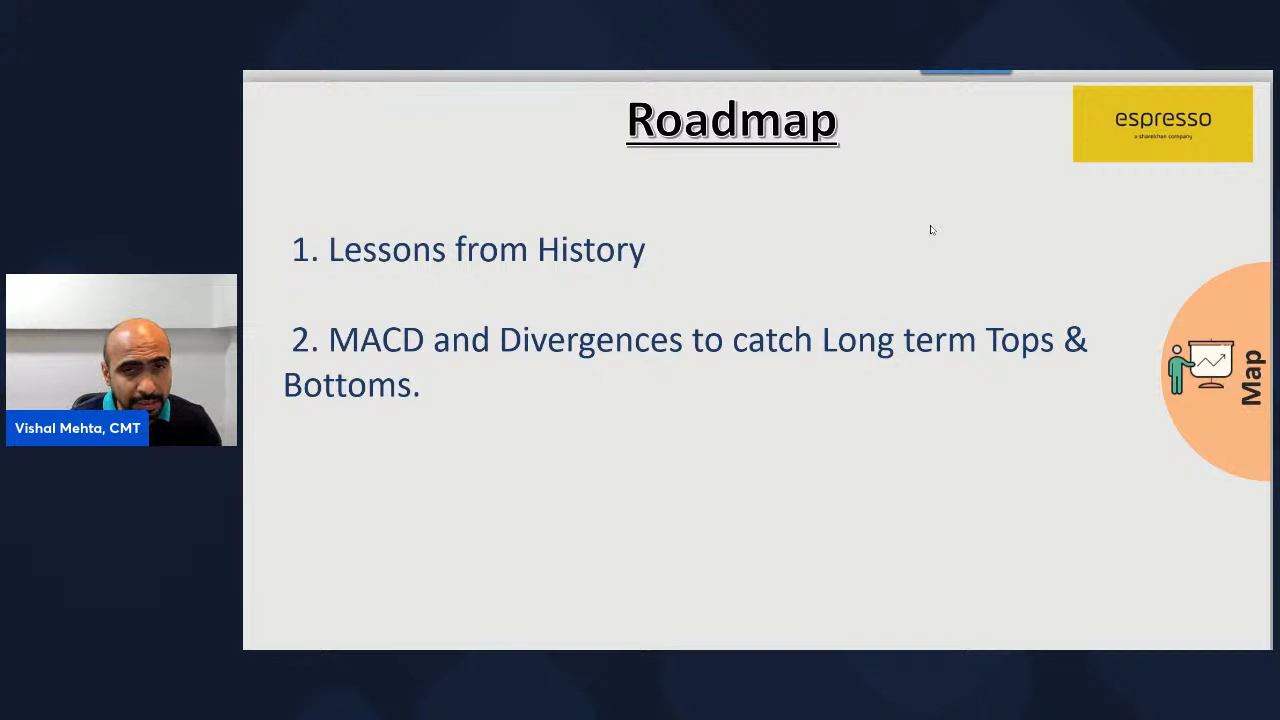 Roadmap
espresso
a sharekhan company
1. Lessons from History
2. MACD and Divergences to catch Long term Tops &
Bottoms.
Map
Vishal Mehta, CMT